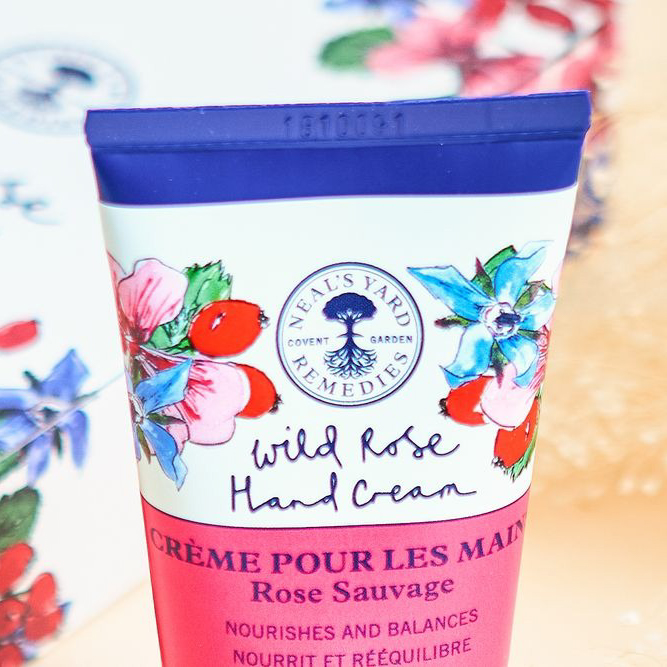 NEAL'S YARD
COVENT GARDEN
REMEDIES
Wild Rose
Hand Cream
CRÈME POUR LES MAIN
Rose Sauvage
NOURISHES AND BALANCES
NOURRIT ET RÉÉQUILIBRE